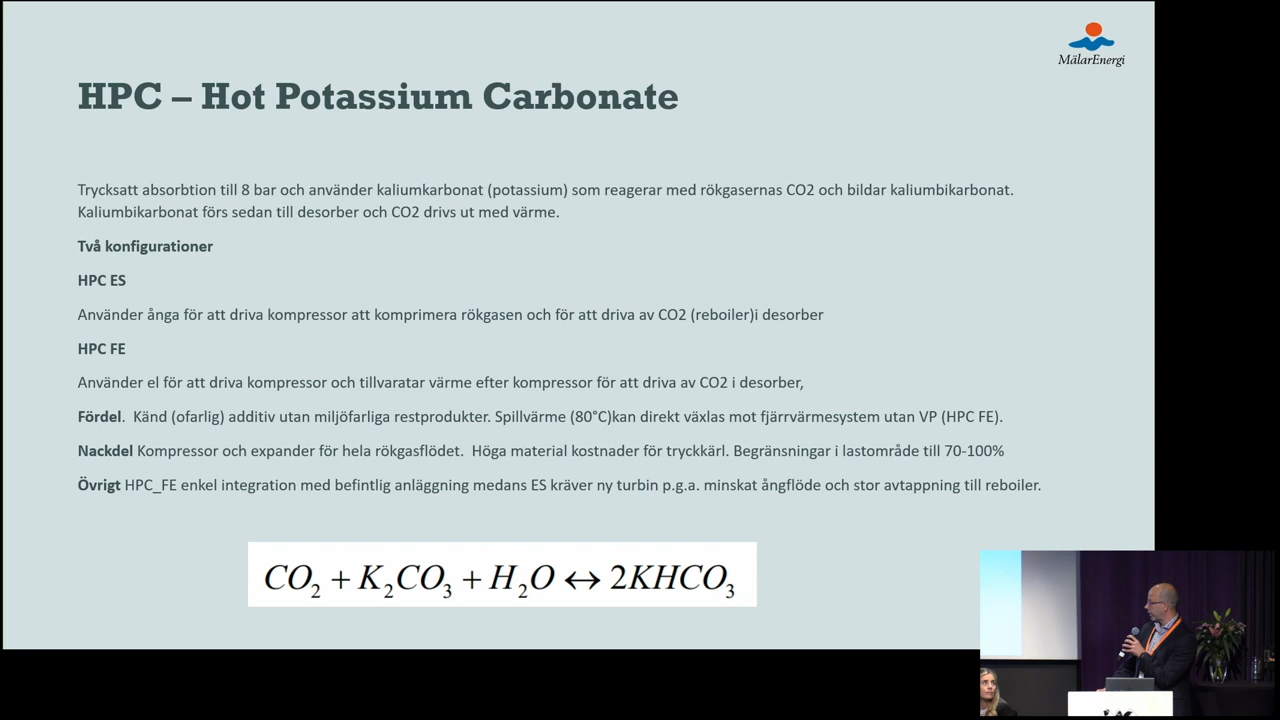 MälarEnergi
HPC – Hot Potassium Carbonate
Trycksatt absorbtion till 8 bar och använder kaliumkarbonat (potassium) som reagerar med rökgasernas CO2 och bildar kaliumbikarbonat.
Kaliumbikarbonat förs sedan till desorber och CO2 drivs ut med värme.
Två konfigurationer
HPC ES
Använder ånga för att driva kompressor att komprimera rökgasen och för att driva av CO2 (reboiler)i desorber
HPC FE
Använder el för att driva kompressor och tillvaratar värme efter kompressor för att driva av CO2 i desorber,
Fördel.  Känd (ofarlig) additiv utan miljöfarliga restprodukter. Spillvärme (80°C)kan direkt växlas mot fjärrvärmesystem utan VP (HPC FE).
Nackdel Kompressor och expander för hela rökgasflödet.  Höga material kostnader för tryckkärl. Begränsningar i lastområde till 70-100%
Övrigt HPC_FE enkel integration med befintlig anläggning medans ES kräver ny turbin p.g.a. minskat ångflöde och stor avtappning till reboiler.
CO₂ + K₂CO₃ + H₂O ↔ 2KHCO₃